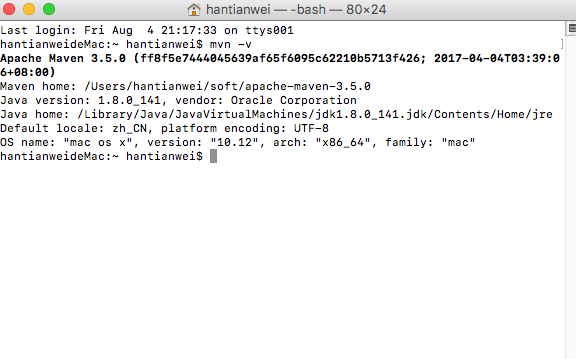 hantianwei — -bash — 80×24
Last login: Fri Aug  4 21:17:33 on ttys001
hantianweideMac:~ hantianwei$ mvn -v
Apache Maven 3.5.0 (ff8f5e7444045639af65f6095c62210b5713f426; 2017-04-04T03:39:0
6+08:00)
Maven home: /Users/hantianwei/soft/apache-maven-3.5.0
Java version: 1.8.0_141, vendor: Oracle Corporation
Java home: /Library/Java/JavaVirtualMachines/jdk1.8.0_141.jdk/Contents/Home/jre
Default locale: zh_CN, platform encoding: UTF-8
OS name: "mac os x", version: "10.12", arch: "x86_64", family: "mac"
hantianweideMac:~ hantianwei$